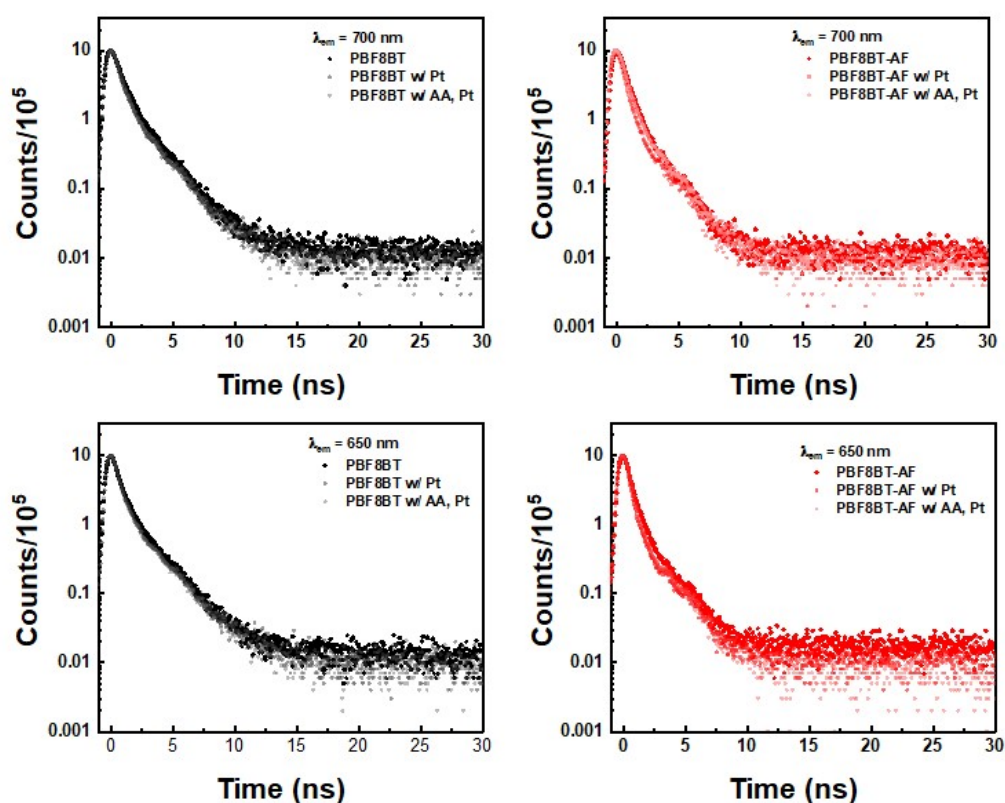 λem = 700 nm
PBF8BT
PBF8BT w/ Pt
PBF8BT w/ AA, Pt
10
1
0.1
0.01
0.001
Counts/10⁵
0 5 10 15 20 25 30
Time (ns)
λem = 700 nm
PBF8BT-AF
PBF8BT-AF w/ Pt
PBF8BT-AF w/ AA, Pt
10
1
0.1
0.01
0.001
Counts/10⁵
0 5 10 15 20 25 30
Time (ns)
λem = 650 nm
PBF8BT
PBF8BT w/ Pt
PBF8BT w/ AA, Pt
10
1
0.1
0.01
0.001
Counts/10⁵
0 5 10 15 20 25 30
Time (ns)
λem = 650 nm
PBF8BT-AF
PBF8BT-AF w/ Pt
PBF8BT-AF w/ AA, Pt
10
1
0.1
0.01
0.001
Counts/10⁵
0 5 10 15 20 25 30
Time (ns)